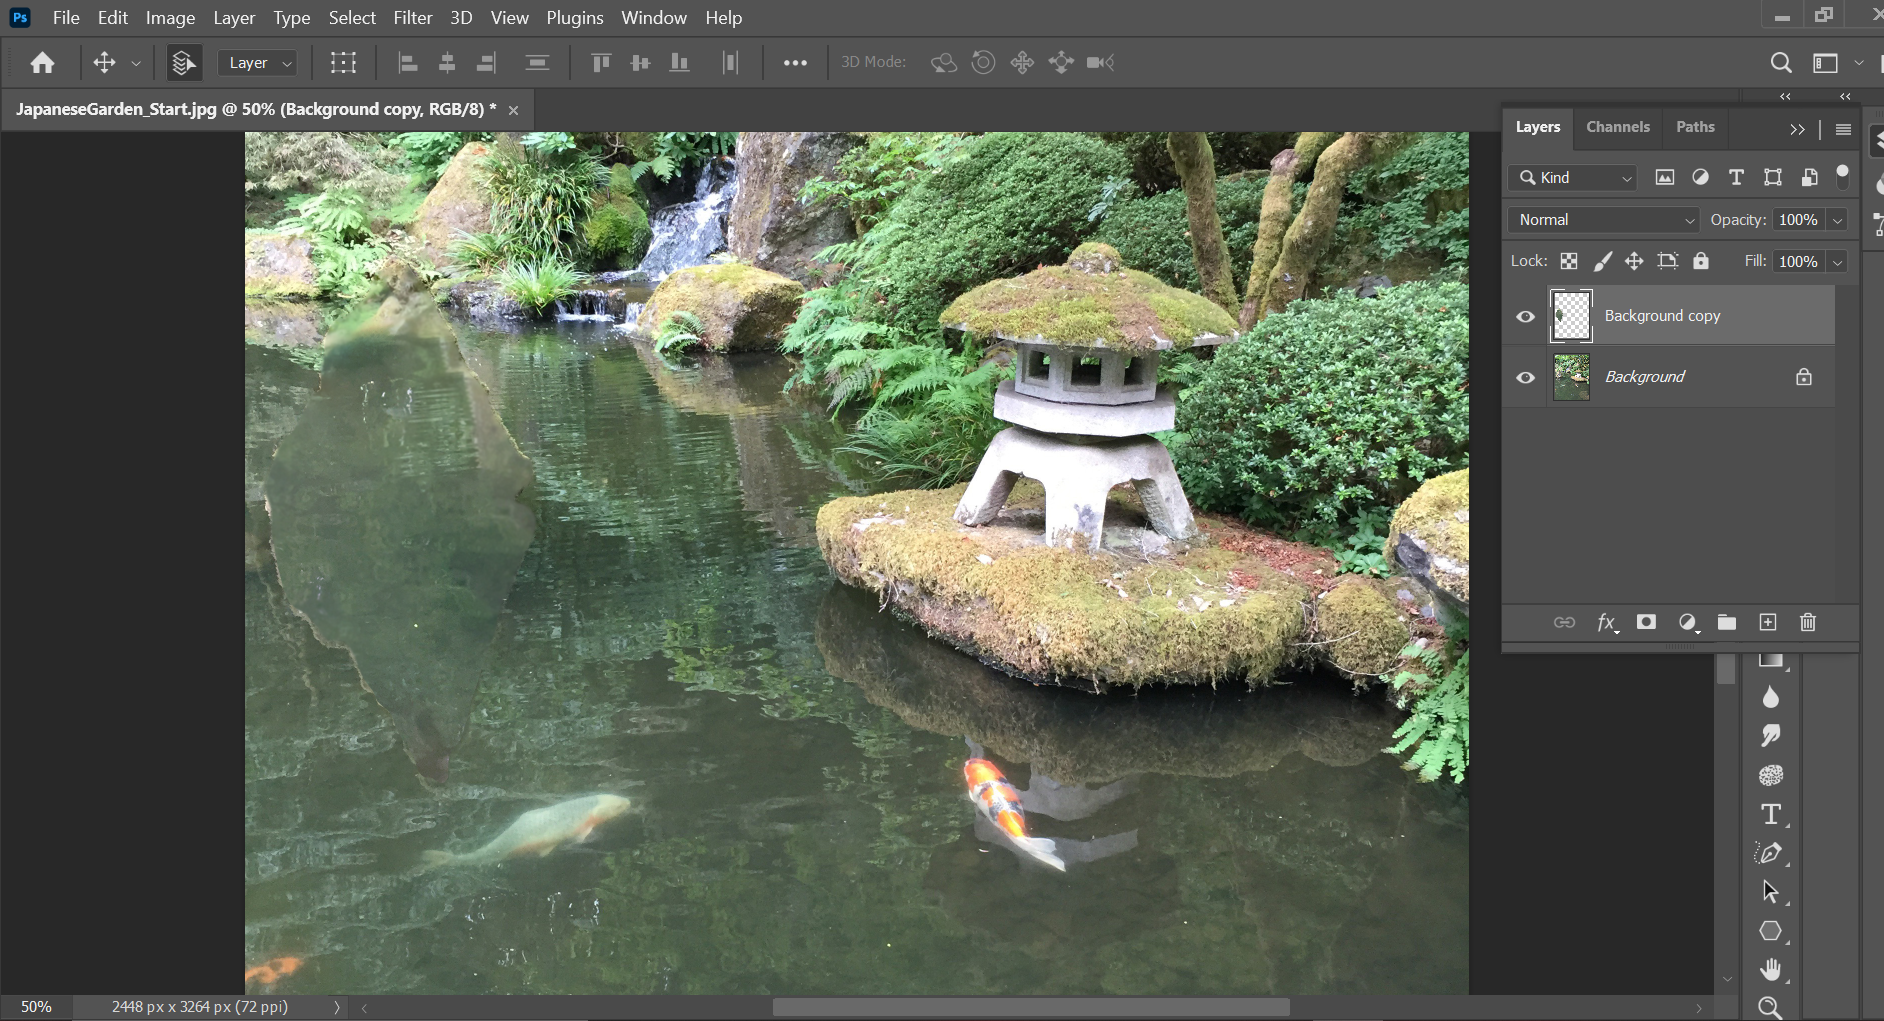 Ps File Edit Image Layer Type Select Filter 3D View Plugins Window Help
Layer 3D Mode:
JapaneseGarden_Start.jpg @ 50% (Background copy, RGB/8) *
Layers Channels Paths
Kind
Normal Opacity: 100%
Lock: Fill: 100%
Background copy
Background
fx
T
50% 2448 px x 3264 px (72 ppi)